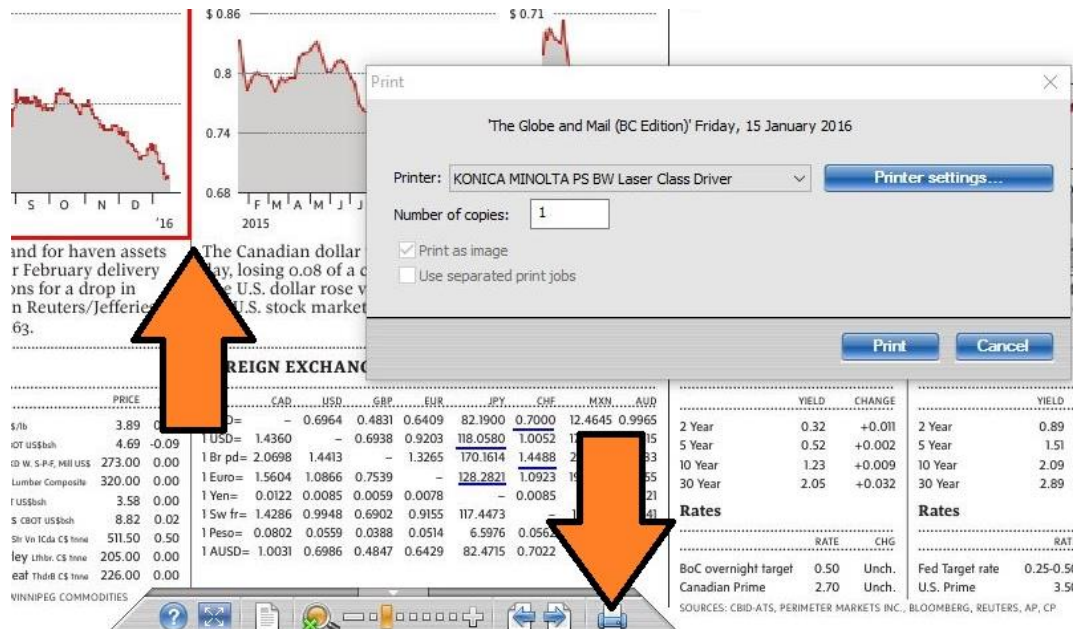 $ 0.86
$ 0.71
0.8
0.74
0.68
S O N D
'16
F M A M J J
2015
Print
'The Globe and Mail (BC Edition)' Friday, 15 January 2016
Printer: KONICA MINOLTA PS BW Laser Class Driver
Printer settings...
Number of copies: 1
Print as image
Use separated print jobs
Print Cancel
and for haven assets
r February delivery
ons for a drop in
n Reuters/Jefferie
63.
The Canadian dollar
day, losing 0.08 of a c
U.S. dollar rose v
U.S. stock market
REIGN EXCHANG
PRICE
$/lb 3.89
BOT US$bsh 4.69 -0.09
W. S-P-F, Mill US$ 273.00 0.00
Lumber Composite 320.00 0.00
T US$bsh 3.58 0.00
$ CBOT US$bsh 8.82 0.02
Str Vn ICda C$ tnne 511.50 0.50
ley Lthbr. C$ tnne 205.00 0.00
eat ThdrB C$ tnne 226.00 0.00
WINNIPEG COMMODITIES
CAD USD GBP EUR JPY CHF MXN AUD
D= – 0.6964 0.4831 0.6409 82.1900 0.7000 12.4645 0.9965
1 USD= 1.4360 – 0.6938 0.9203 118.0580 1.0052
1 Br pd= 2.0698 1.4413 – 1.3265 170.1614 1.4488
1 Euro= 1.5604 1.0866 0.7539 – 128.2821 1.0923
1 Yen= 0.0122 0.0085 0.0059 0.0078 – 0.0085
1 Sw fr= 1.4286 0.9948 0.6902 0.9155 117.4473 –
1 Peso= 0.0802 0.0559 0.0388 0.0514 6.5976 0.0562
1 AUSD= 1.0031 0.6986 0.4847 0.6429 82.4715 0.7022
YIELD CHANGE
2 Year 0.32 +0.011
5 Year 0.52 +0.002
10 Year 1.23 +0.009
30 Year 2.05 +0.032
Rates
RATE CHG
BoC overnight target 0.50 Unch.
Canadian Prime 2.70 Unch.
YIELD
2 Year 0.89
5 Year 1.51
10 Year 2.09
30 Year 2.89
Rates
RAT
Fed Target rate 0.25-0.50
U.S. Prime 3.50
SOURCES: CBID-ATS, PERIMETER MARKETS INC., BLOOMBERG, REUTERS, AP, CP